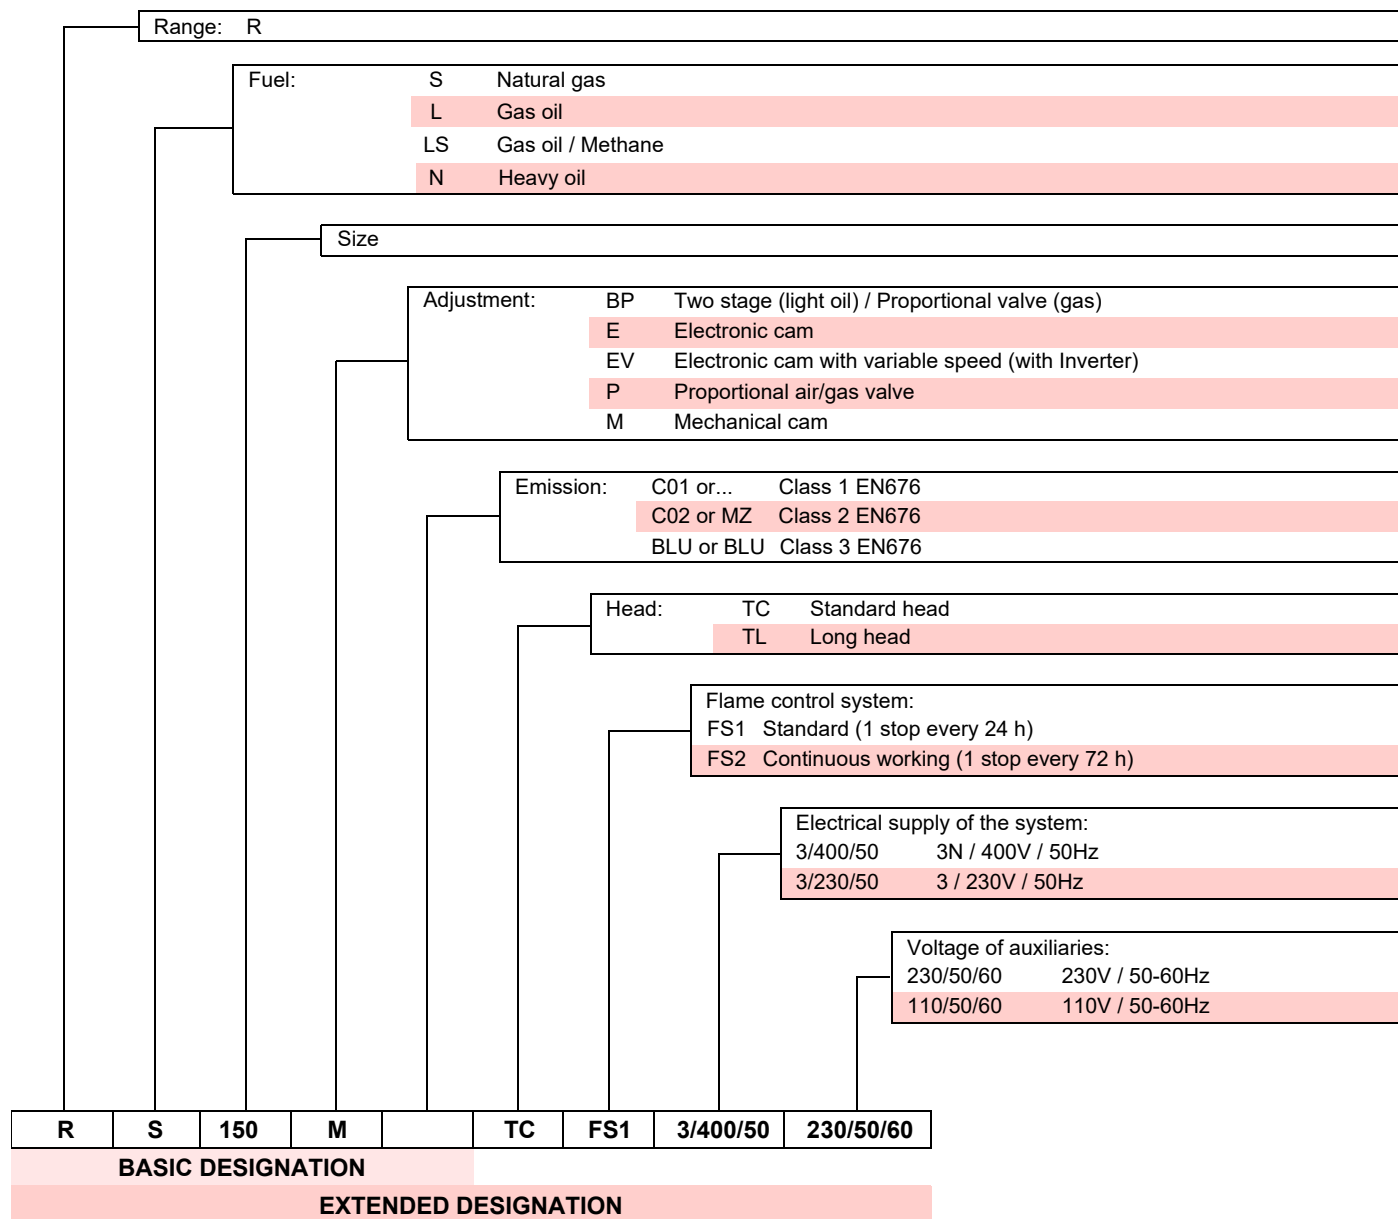 Range: R
Fuel: S Natural gas
L Gas oil
LS Gas oil / Methane
N Heavy oil
Size
Adjustment: BP Two stage (light oil) / Proportional valve (gas)
E Electronic cam
EV Electronic cam with variable speed (with Inverter)
P Proportional air/gas valve
M Mechanical cam
Emission: C01 or... Class 1 EN676
C02 or MZ Class 2 EN676
BLU or BLU Class 3 EN676
Head: TC Standard head
TL Long head
Flame control system:
FS1 Standard (1 stop every 24 h)
FS2 Continuous working (1 stop every 72 h)
Electrical supply of the system:
3/400/50 3N / 400V / 50Hz
3/230/50 3 / 230V / 50Hz
Voltage of auxiliaries:
230/50/60 230V / 50-60Hz
110/50/60 110V / 50-60Hz
R S 150 M TC FS1 3/400/50 230/50/60
BASIC DESIGNATION
EXTENDED DESIGNATION